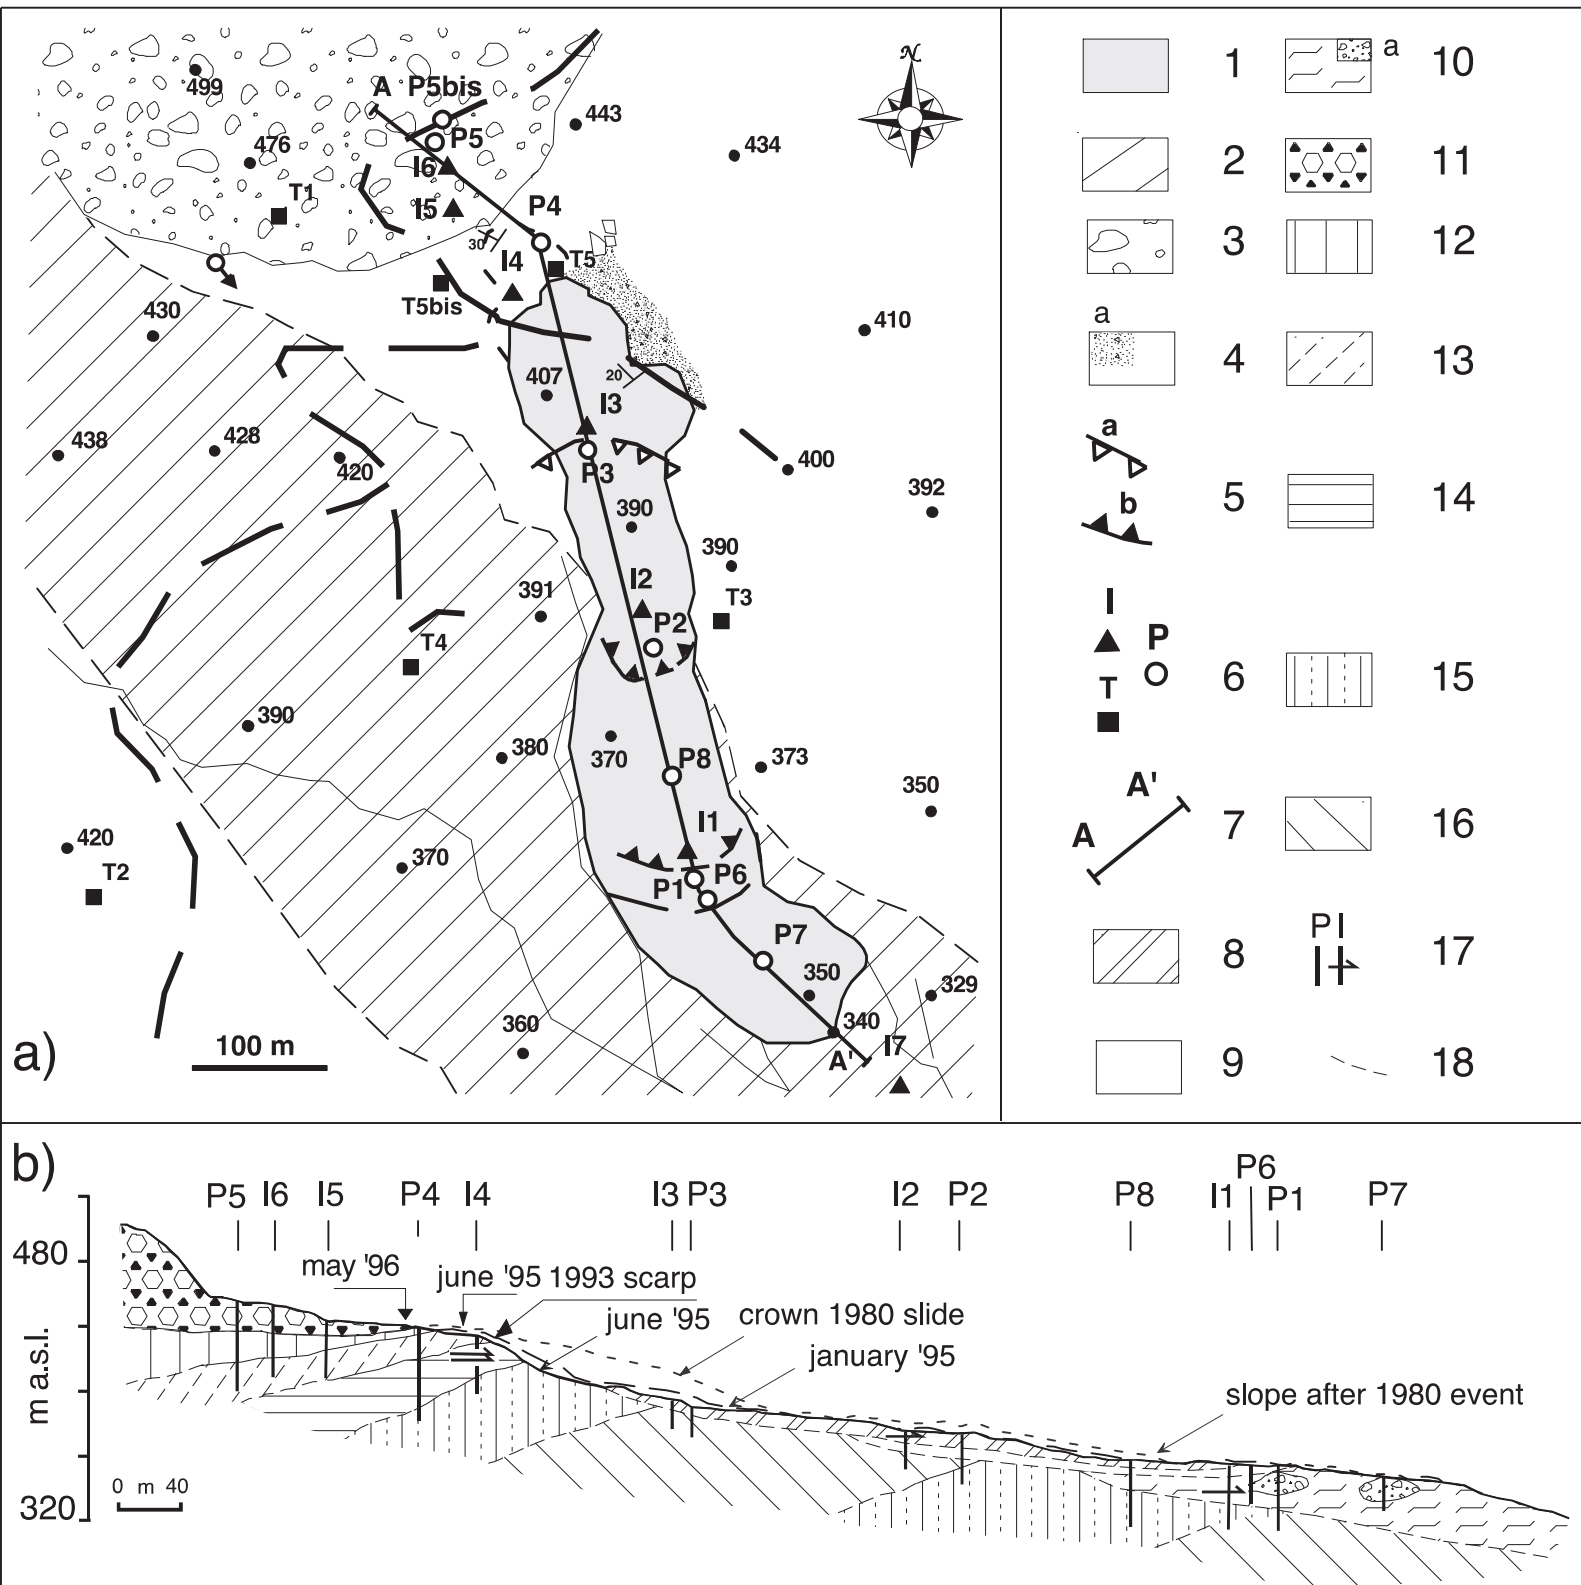 N
A P5bis
499
P5
443
476
I6
434
T1
I5
P4
30
I4
T5
T5bis
430
410
407
20
I3
438
428
420
P3
400
392
390
390
I2
391
T3
P2
T4
390
380
370
P8
373
350
I1
420
370
T2
P1
P6
P7
350
329
360
340
I7
A'
a)
100 m
1
a
10
2
11
3
12
a
4
13
a
b
5
14
I
P
T
6
15
A'
A
7
16
8
P I
17
9
18
b)
P6
P5 I6 I5 P4 I4 I3 P3 I2 P2 P8 I1 P1 P7
480
may '96
june '95 1993 scarp
june '95
crown 1980 slide
january '95
m a.s.l.
slope after 1980 event
0 m 40
320